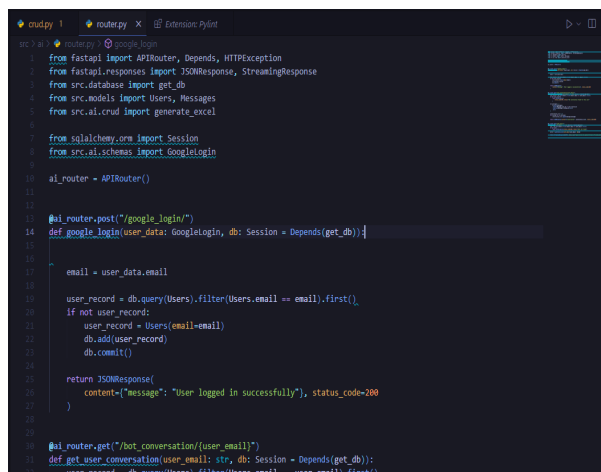 crud.py 1 router.py × Extension: Pylint
src > ai > router.py > google_login
1 from fastapi import APIRouter, Depends, HTTPException
2 from fastapi.responses import JSONResponse, StreamingResponse
3 from src.database import get_db
4 from src.models import Users, Messages
5 from src.ai.crud import generate_excel
6
7 from sqlalchemy.orm import Session
8 from src.ai.schemas import GoogleLogin
9
10 ai_router = APIRouter()
11
12
13 @ai_router.post("/google_login/")
14 def google_login(user_data: GoogleLogin, db: Session = Depends(get_db)):
15
16
17 email = user_data.email
18
19 user_record = db.query(Users).filter(Users.email == email).first()
20 if not user_record:
21 user_record = Users(email=email)
22 db.add(user_record)
23 db.commit()
24
25 return JSONResponse(
26 content={"message": "User logged in successfully"}, status_code=200
27 )
28
29
30 @ai_router.get("/bot_conversation/{user_email}")
31 def get_user_conversation(user_email: str, db: Session = Depends(get_db)):